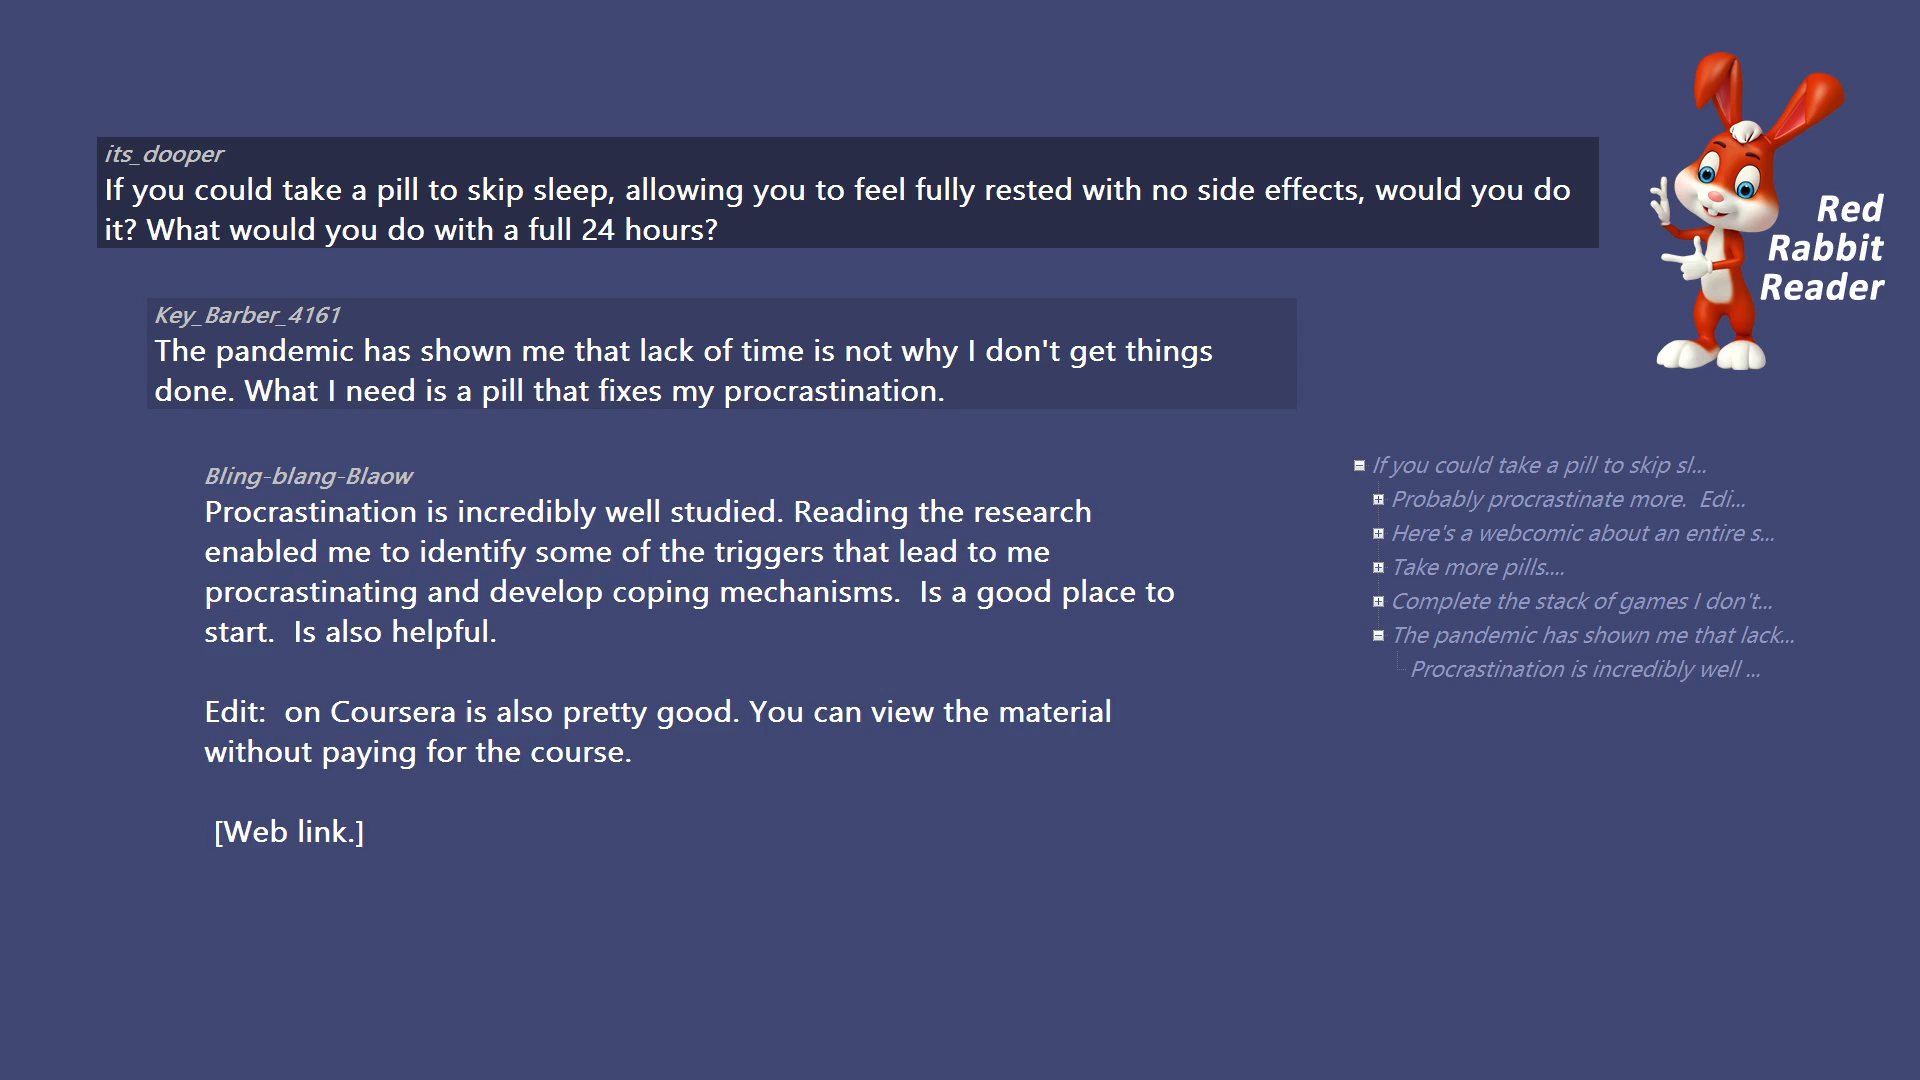 its_dooper
If you could take a pill to skip sleep, allowing you to feel fully rested with no side effects, would you do
it? What would you do with a full 24 hours?
Key_Barber_4161
The pandemic has shown me that lack of time is not why I don't get things
done. What I need is a pill that fixes my procrastination.
Bling-blang-Blaow
Procrastination is incredibly well studied. Reading the research
enabled me to identify some of the triggers that lead to me
procrastinating and develop coping mechanisms.  Is a good place to
start.  Is also helpful.
Edit:  on Coursera is also pretty good. You can view the material
without paying for the course.
[Web link.]
Red
Rabbit
Reader
If you could take a pill to skip sl...
Probably procrastinate more.  Edi...
Here's a webcomic about an entire s...
Take more pills....
Complete the stack of games I don't...
The pandemic has shown me that lack...
Procrastination is incredibly well ...